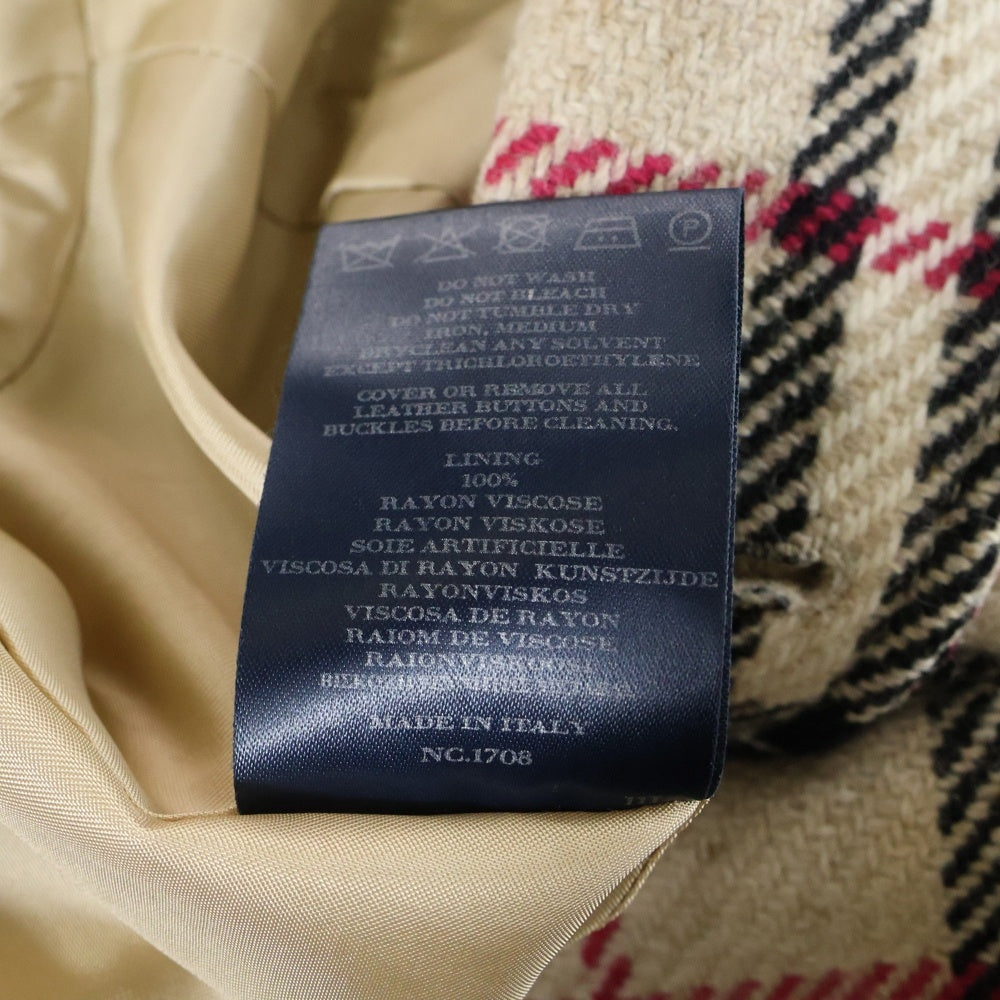 P
DO NOT WASH
DO NOT BLEACH
DO NOT TUMBLE DRY
IRON, MEDIUM
DRYCLEAN ANY SOLVENT
EXCEPT TRICHLOROETHYLENE
COVER OR REMOVE ALL
LEATHER BUTTONS AND
BUCKLES BEFORE CLEANING.
LINING
100%
RAYON VISCOSE
RAYON VISKOSE
SOIE ARTIFICIELLE
VISCOSA DI RAYON KUNSTZIJDE
RAYONVISKOS
VISCOSA DE RAYON
RAIOM DE VISCOSE
MADE IN ITALY
NC.1708